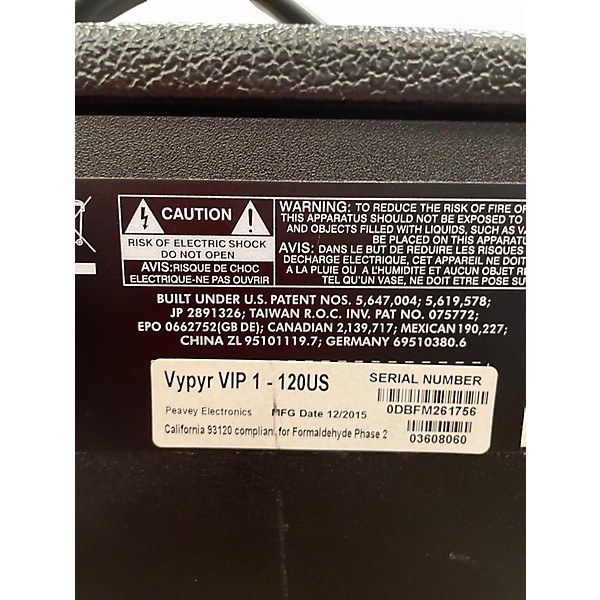 CAUTION
RISK OF ELECTRIC SHOCK
DO NOT OPEN
AVIS:RISQUE DE CHOC
ELECTRIQUE-NE PAS OUVRIR
WARNING: TO REDUCE THE RISK OF FIRE OR
THIS APPARATUS SHOULD NOT BE EXPOSED TO
AND OBJECTS FILLED WITH LIQUIDS, SUCH AS
BE PLACED ON THIS APPARATUS
AVIS: DANS LE BUT DE REDUIRE LES RISQUES
DECHARGE ELECTRIQUE, CET APPAREIL NE DOIT
A LA PLUIE OU A L'HUMIDITE ET AUCUN OBJET
TEL QU'UN VASE, NE DOIT ETRE
BUILT UNDER U.S. PATENT NOS. 5,647,004; 5,619,578;
JP 2891326; TAIWAN R.O.C. INV. PAT NO. 075772;
EPO 0662752(GB DE); CANADIAN 2,139,717; MEXICAN 190,227;
CHINA ZL 95101119.7; GERMANY 69510380.6
Vypyr VIP 1 - 120US
SERIAL NUMBER
Peavey Electronics MFG Date 12/2015
0DBFM261756
California 93120 compliant for Formaldehyde Phase 2
03608060